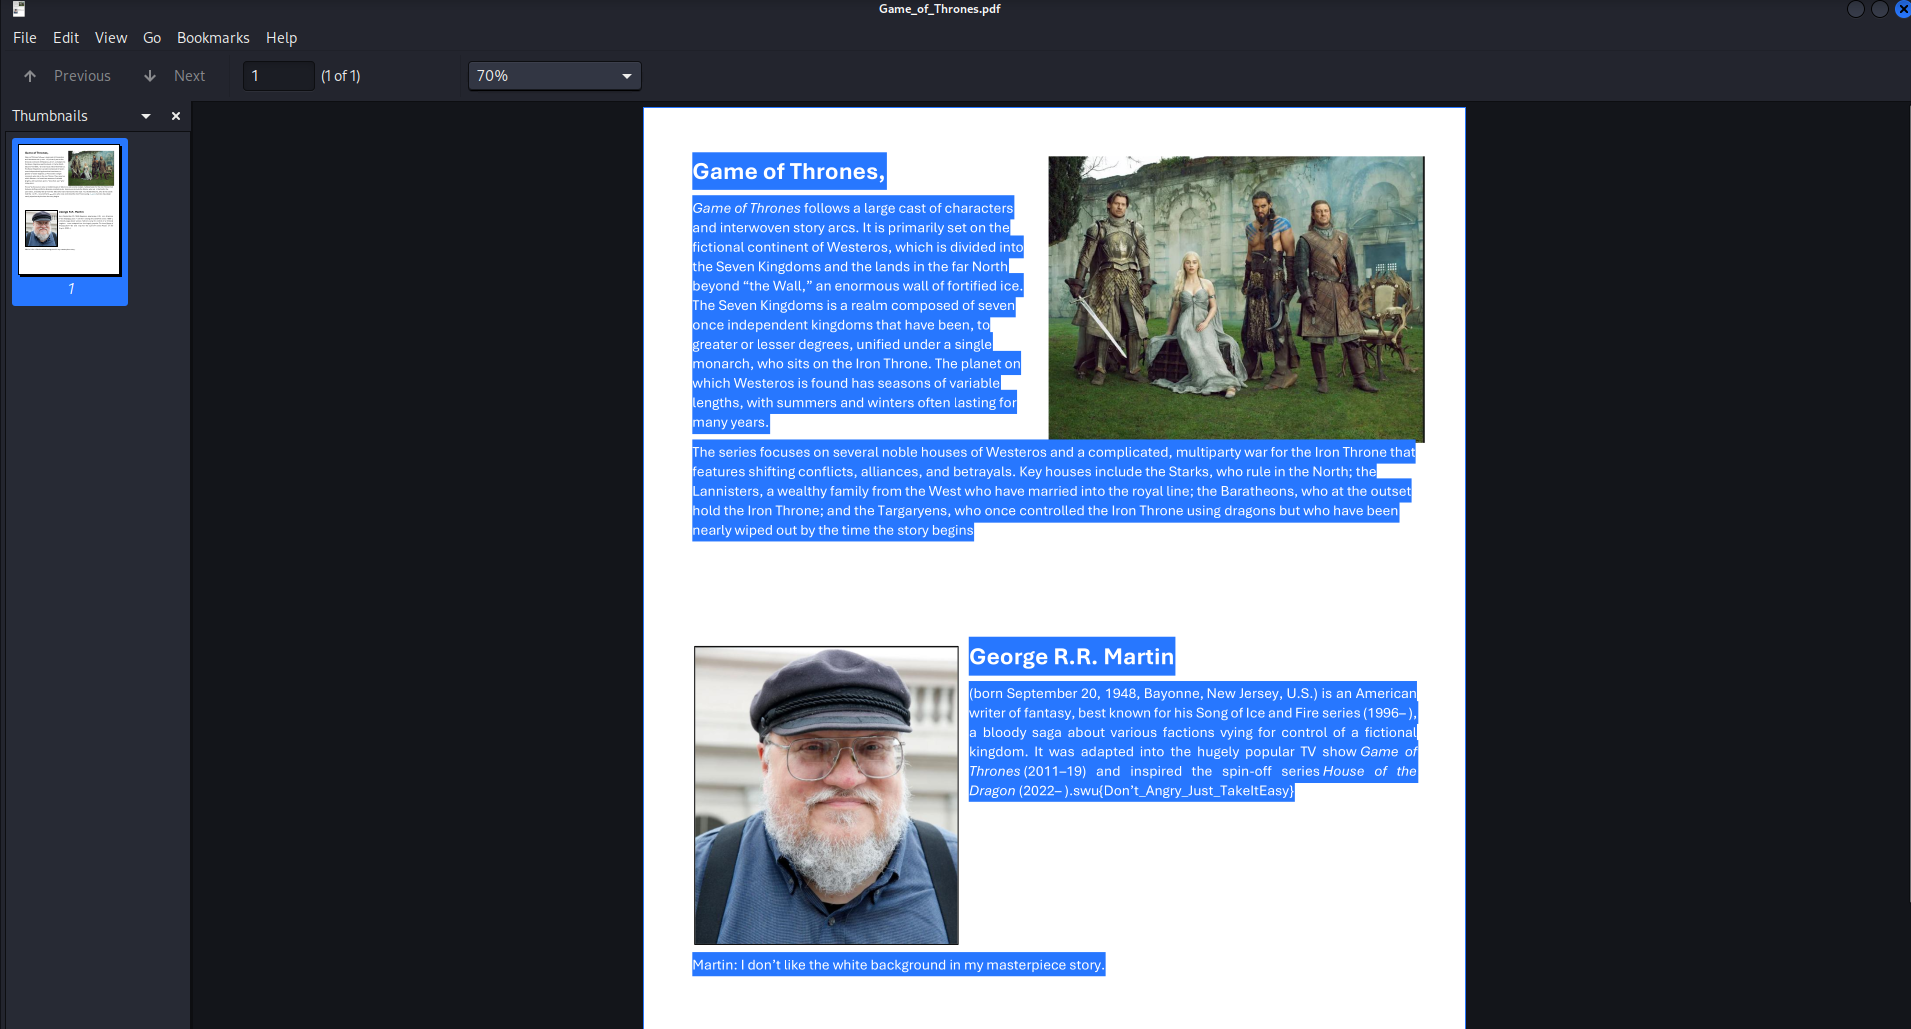 Game_of_Thrones.pdf
File Edit View Go Bookmarks Help
Previous Next 1 (1 of 1) 70%
Thumbnails
1
Game of Thrones,
Game of Thrones follows a large cast of characters
and interwoven story arcs. It is primarily set on the
fictional continent of Westeros, which is divided into
the Seven Kingdoms and the lands in the far North
beyond “the Wall,” an enormous wall of fortified ice.
The Seven Kingdoms is a realm composed of seven
once independent kingdoms that have been, to
greater or lesser degrees, unified under a single
monarch, who sits on the Iron Throne. The planet on
which Westeros is found has seasons of variable
lengths, with summers and winters often lasting for
many years.
The series focuses on several noble houses of Westeros and a complicated, multiparty war for the Iron Throne that
features shifting conflicts, alliances, and betrayals. Key houses include the Starks, who rule in the North; the
Lannisters, a wealthy family from the West who have married into the royal line; the Baratheons, who at the outset
hold the Iron Throne; and the Targaryens, who once controlled the Iron Throne using dragons but who have been
nearly wiped out by the time the story begins
George R.R. Martin
(born September 20, 1948, Bayonne, New Jersey, U.S.) is an American
writer of fantasy, best known for his Song of Ice and Fire series (1996– ),
a bloody saga about various factions vying for control of a fictional
kingdom. It was adapted into the hugely popular TV show Game of
Thrones (2011–19) and inspired the spin-off series House of the
Dragon (2022– ).swu{Don’t_Angry_Just_TakeItEasy}
Martin: I don’t like the white background in my masterpiece story.